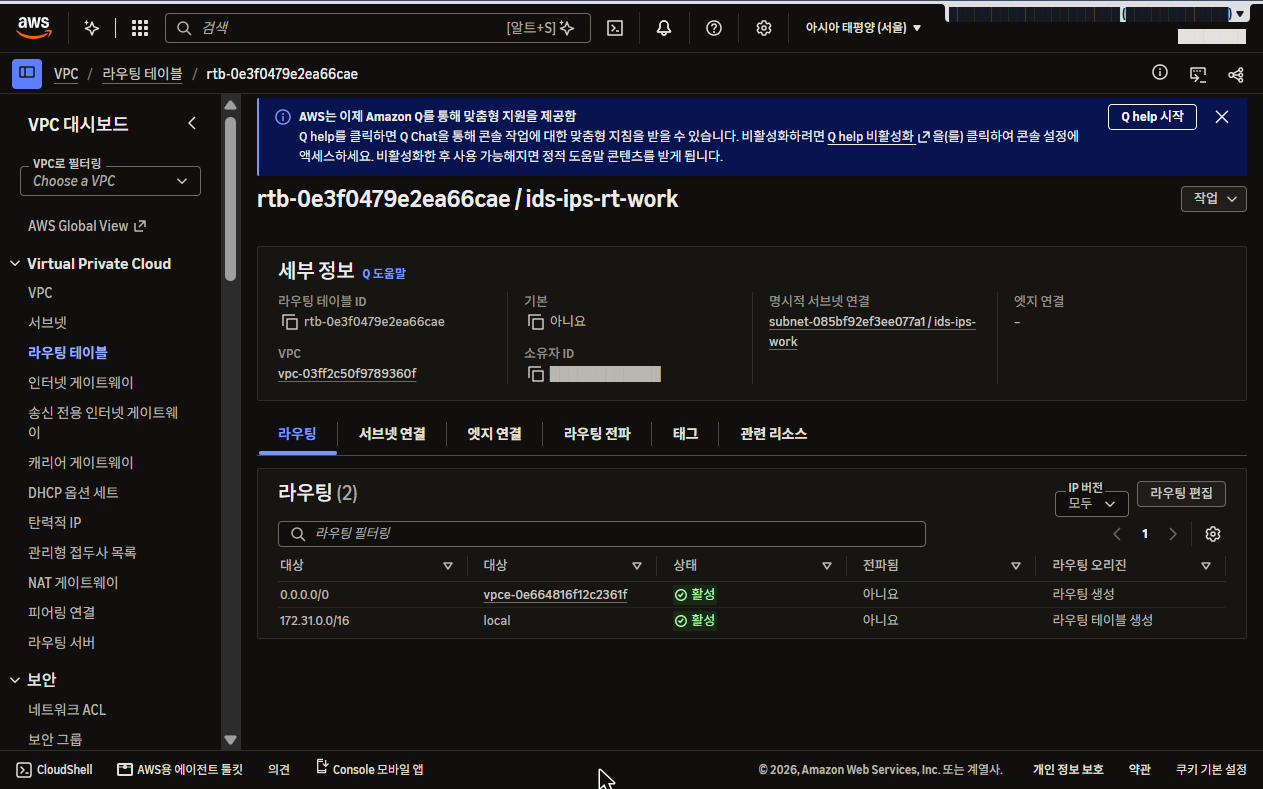 aws
검색
[알트+S]
아시아 태평양 (서울)
VPC / 라우팅 테이블 / rtb-0e3f0479e2ea66cae
VPC 대시보드
VPC로 필터링
Choose a VPC
AWS Global View
Virtual Private Cloud
VPC
서브넷
라우팅 테이블
인터넷 게이트웨이
송신 전용 인터넷 게이트웨
이
캐리어 게이트웨이
DHCP 옵션 세트
탄력적 IP
관리형 접두사 목록
NAT 게이트웨이
피어링 연결
라우팅 서버
보안
네트워크 ACL
보안 그룹
AWS는 이제 Amazon Q를 통해 맞춤형 지원을 제공함
Q help를 클릭하면 Q Chat을 통해 콘솔 작업에 대한 맞춤형 지침을 받을 수 있습니다. 비활성화하려면 Q help 비활성화 을(를) 클릭하여 콘솔 설정에
액세스하세요. 비활성화한 후 사용 가능해지면 정적 도움말 콘텐츠를 받게 됩니다.
Q help 시작
rtb-0e3f0479e2ea66cae / ids-ips-rt-work
작업
세부 정보 Q 도움말
라우팅 테이블 ID
rtb-0e3f0479e2ea66cae
기본
아니요
명시적 서브넷 연결
subnet-085bf92ef3ee077a1 / ids-ips-
work
엣지 연결
–
VPC
vpc-03ff2c50f9789360f
소유자 ID
라우팅 서브넷 연결 엣지 연결 라우팅 전파 태그 관련 리소스
라우팅 (2)
IP 버전
모두
라우팅 편집
라우팅 필터링
1
대상 대상 상태 전파됨 라우팅 오리진
0.0.0.0/0 vpce-0e664816f12c2361f 활성 아니요 라우팅 생성
172.31.0.0/16 local 활성 아니요 라우팅 테이블 생성
CloudShell AWS용 에이전트 툴킷 의견 Console 모바일 앱 © 2026, Amazon Web Services, Inc. 또는 계열사. 개인 정보 보호 약관 쿠키 기본 설정